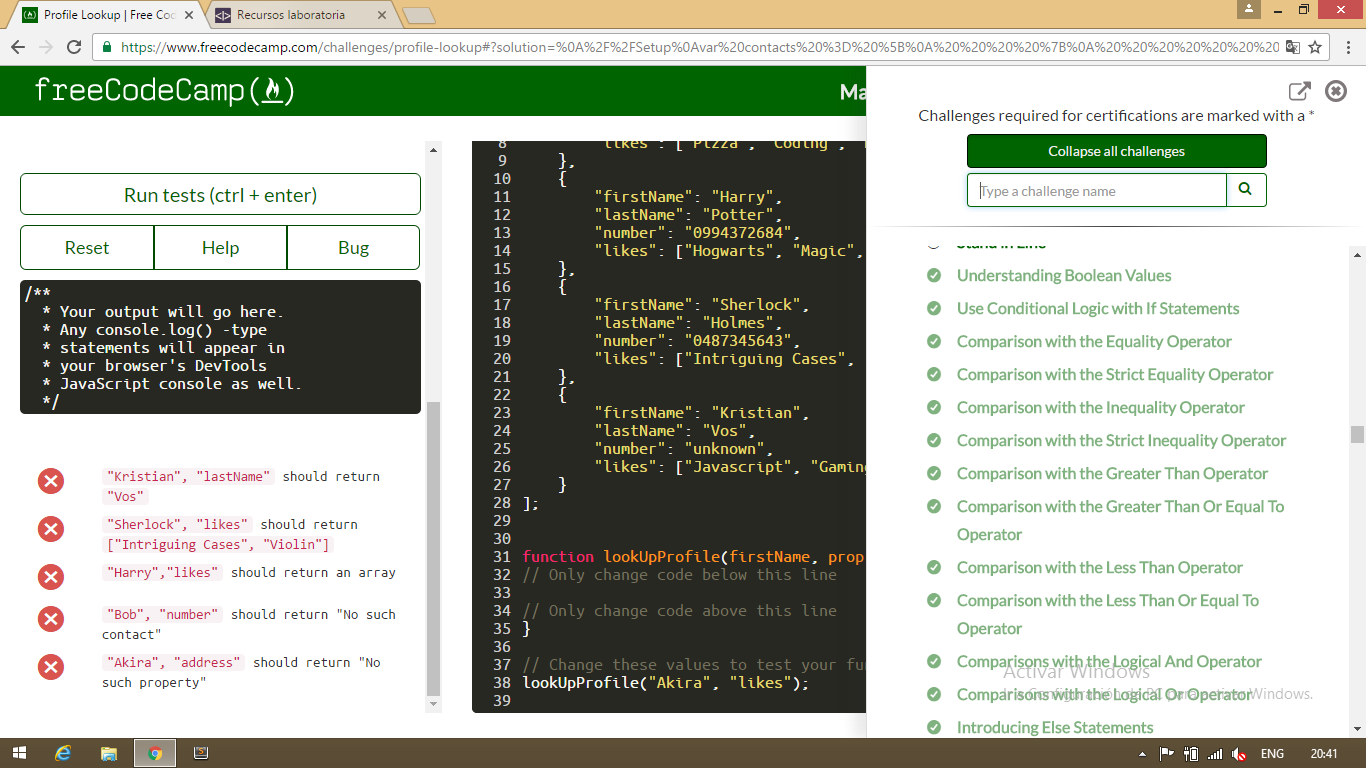 Profile Lookup | Free Co
Recursos laboratoria
https://www.freecodecamp.com/challenges/profile-lookup#?solution=%0A%2F%2FSetup%0Avar%20contacts%20%3D%20%5B%0A%20%20%20%20%7B%0A%20%20%20%20%20%20%20%20
freeCodeCamp
Ma
Run tests (ctrl + enter)
Reset Help Bug
/**
* Your output will go here.
* Any console.log() -type
* statements will appear in
* your browser's DevTools
* JavaScript console as well.
*/
"Kristian", "lastName" should return
"Vos"
"Sherlock", "likes" should return
["Intriguing Cases", "Violin"]
"Harry","likes" should return an array
"Bob", "number" should return "No such
contact"
"Akira", "address" should return "No
such property"
8 "likes": ["Pizza", "Coding",
9 },
10 {
11 "firstName": "Harry",
12 "lastName": "Potter",
13 "number": "0994372684",
14 "likes": ["Hogwarts", "Magic",
15 },
16 {
17 "firstName": "Sherlock",
18 "lastName": "Holmes",
19 "number": "0487345643",
20 "likes": ["Intriguing Cases",
21 },
22 {
23 "firstName": "Kristian",
24 "lastName": "Vos",
25 "number": "unknown",
26 "likes": ["Javascript", "Gamin
27 }
28 ];
29
30
31 function lookUpProfile(firstName, prop
32 // Only change code below this line
33
34 // Only change code above this line
35 }
36
37 // Change these values to test your fu
38 lookUpProfile("Akira", "likes");
39
Challenges required for certifications are marked with a *
Collapse all challenges
Type a challenge name
Stand in Line
Understanding Boolean Values
Use Conditional Logic with If Statements
Comparison with the Equality Operator
Comparison with the Strict Equality Operator
Comparison with the Inequality Operator
Comparison with the Strict Inequality Operator
Comparison with the Greater Than Operator
Comparison with the Greater Than Or Equal To
Operator
Comparison with the Less Than Operator
Comparison with the Less Than Or Equal To
Operator
Comparisons with the Logical And Operator
Activar Windows
Comparisons with the Logical Or Operator
Ir a Configuración de PC para activar Windows.
Introducing Else Statements
ENG 20:41